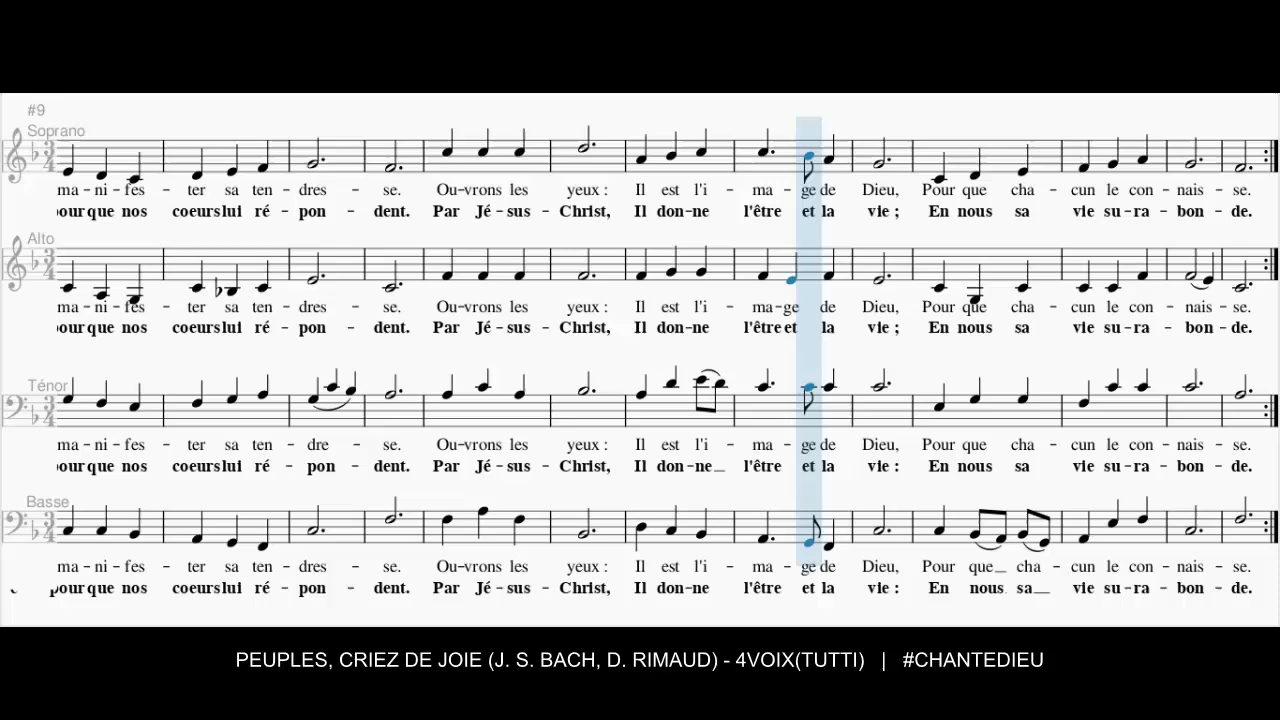 #9
Soprano
ma - ni - fes - ter sa ten - dres - se. Ou - vrons les yeux : Il est l'i - ma - ge de Dieu, Pour que cha - cun le con - nais - se.
pourque nos coeurs lui ré - pon - dent. Par Jé - sus - Christ, Il don - ne l'être et la vie ; En nous sa vie su - ra - bon - de.
Alto
ma - ni - fes - ter sa ten - dres - se. Ou - vrons les yeux : Il est l'i - ma - ge de Dieu, Pour que cha - cun le con - nais - se.
pourque nos coeurs lui ré - pon - dent. Par Jé - sus - Christ, Il don - ne l'être et la vie ; En nous sa vie su - ra - bon - de.
Ténor
ma - ni - fes - ter sa ten - dre - se. Ou - vrons les yeux : Il est l'i - ma - ge de Dieu, Pour que cha - cun le con - nais - se.
pourque nos coeurs lui ré - pon - dent. Par Jé - sus - Christ, Il don - ne_ l'être et la vie : En nous sa vie su - ra - bon - de.
Basse
ma - ni - fes - ter sa ten - dres - se. Ou - vrons les yeux : Il est l'i - ma - ge de Dieu, Pour que_ cha - cun le con - nais - se.
pourque nos coeurs lui ré - pon - dent. Par Jé - sus - Christ, Il don - ne l'être et la vie : En nous sa_ vie su - ra - bon - de.
PEUPLES, CRIEZ DE JOIE (J. S. BACH, D. RIMAUD) - 4VOIX(TUTTI) | #CHANTEDIEU